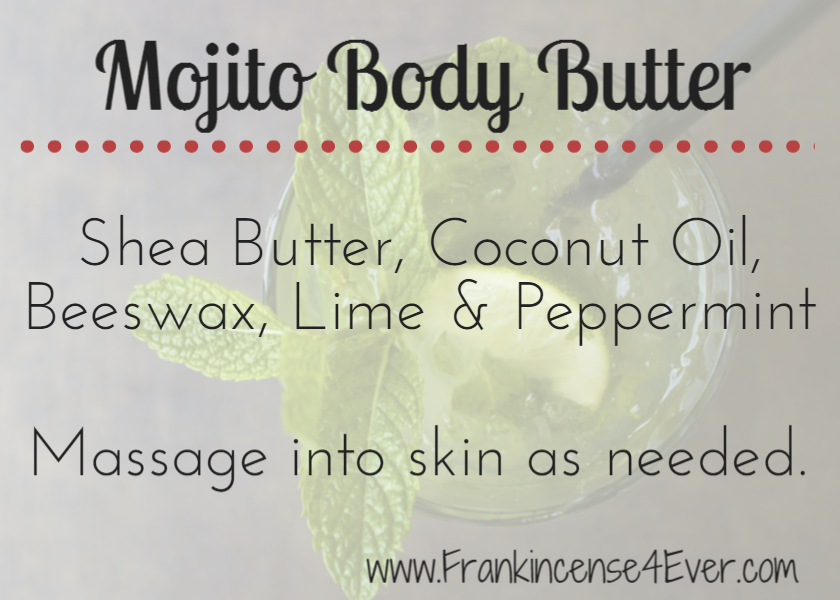 Mojito Body Butter
Shea Butter, Coconut Oil,
Beeswax, Lime & Peppermint
Massage into skin as needed.
www.Frankincense4Ever.com